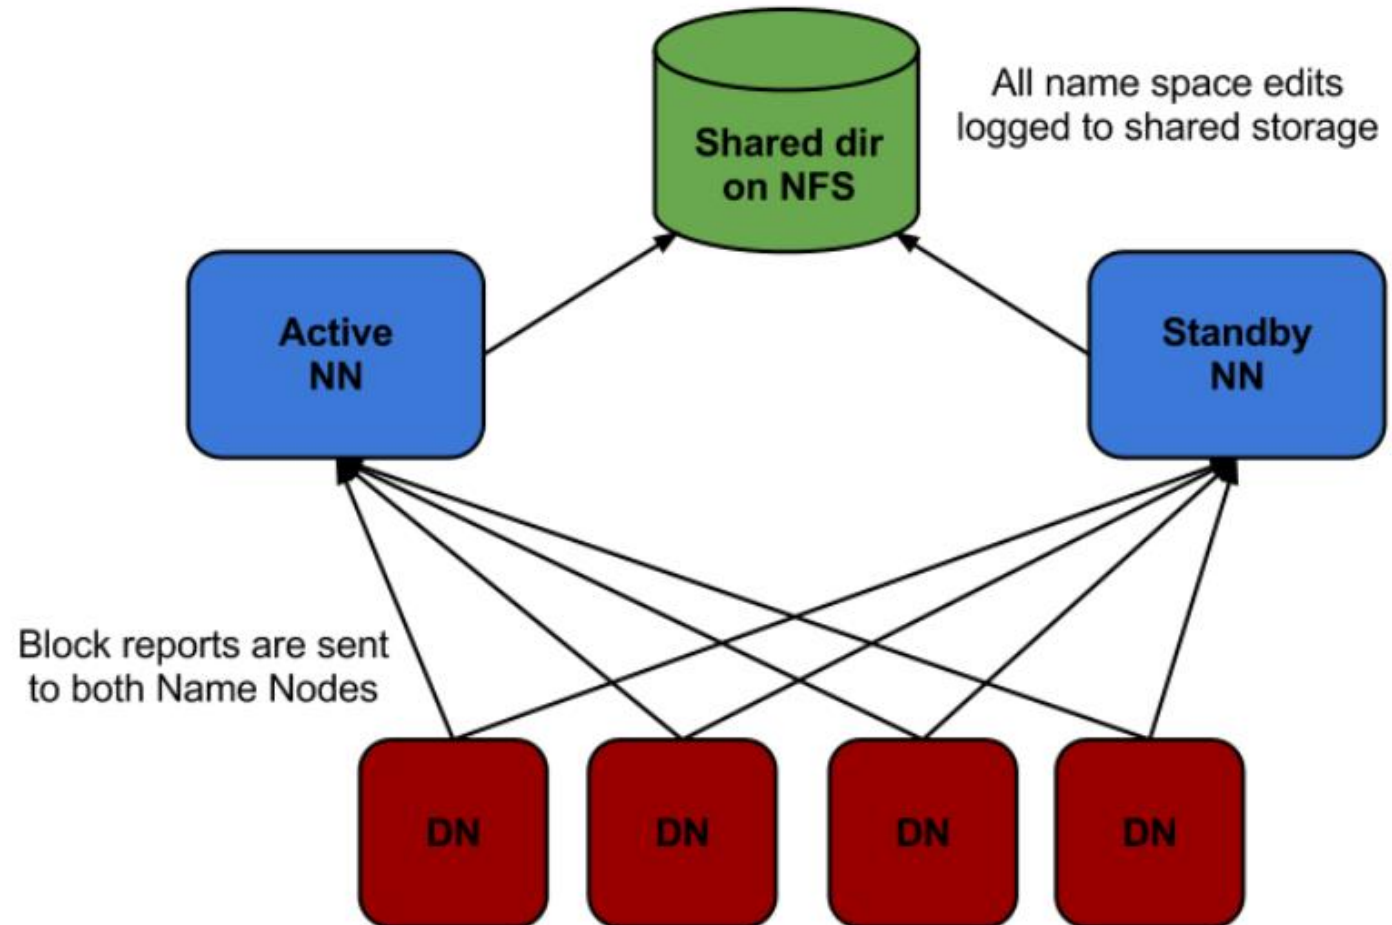 All name space edits
logged to shared storage
Shared dir
on NFS
Active
NN
Standby
NN
Block reports are sent
to both Name Nodes
DN
DN
DN
DN